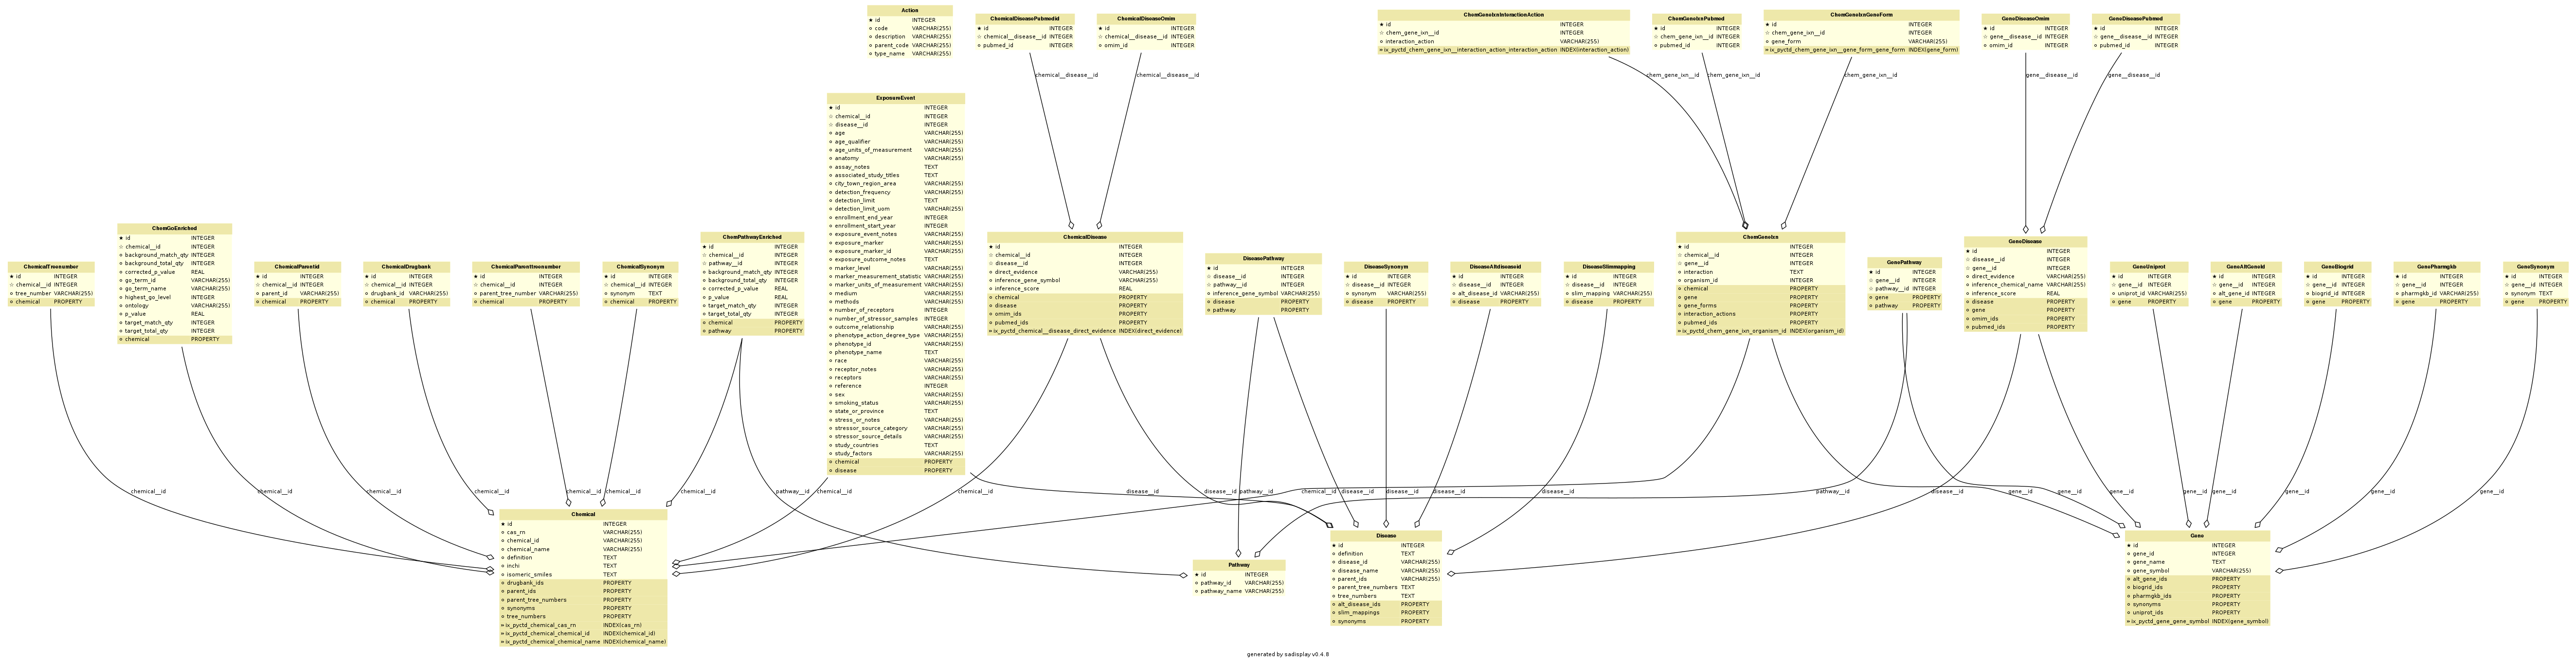 Action
★ id INTEGER
○ code VARCHAR(255)
○ description VARCHAR(255)
○ parent_code VARCHAR(255)
○ type_name VARCHAR(255)
ChemicalDiseasePubmedid
★ id INTEGER
☆ chemical__disease__id INTEGER
○ pubmed_id INTEGER
ChemicalDiseaseOmim
★ id INTEGER
☆ chemical__disease__id INTEGER
○ omim_id INTEGER
ChemGeneIxnInteractionAction
★ id INTEGER
☆ chem_gene_ixn__id INTEGER
○ interaction_action VARCHAR(255)
» ix_pyctd_chem_gene_ixn__interaction_action_interaction_action INDEX(interaction_action)
ChemGeneIxnPubmed
★ id INTEGER
☆ chem_gene_ixn__id INTEGER
○ pubmed_id INTEGER
ChemGeneIxnGeneForm
★ id INTEGER
☆ chem_gene_ixn__id INTEGER
○ gene_form VARCHAR(255)
» ix_pyctd_chem_gene_ixn__gene_form_gene_form INDEX(gene_form)
GeneDiseaseOmim
★ id INTEGER
☆ gene__disease__id INTEGER
○ omim_id INTEGER
GeneDiseasePubmed
★ id INTEGER
☆ gene__disease__id INTEGER
○ pubmed_id INTEGER
chemical__disease__id
chemical__disease__id
chem_gene_ixn__id
chem_gene_ixn__id
chem_gene_ixn__id
gene__disease__id
gene__disease__id
ChemicalTreenumber
★ id INTEGER
☆ chemical__id INTEGER
○ tree_number VARCHAR(255)
○ chemical PROPERTY
ChemGoEnriched
★ id INTEGER
☆ chemical__id INTEGER
○ background_match_qty INTEGER
○ background_total_qty INTEGER
○ corrected_p_value REAL
○ go_term_id VARCHAR(255)
○ go_term_name VARCHAR(255)
○ highest_go_level INTEGER
○ ontology VARCHAR(255)
○ p_value REAL
○ target_match_qty INTEGER
○ target_total_qty INTEGER
○ chemical PROPERTY
ChemicalParentid
★ id INTEGER
☆ chemical__id INTEGER
○ parent_id VARCHAR(255)
○ chemical PROPERTY
ChemicalDrugbank
★ id INTEGER
☆ chemical__id INTEGER
○ drugbank_id VARCHAR(255)
○ chemical PROPERTY
ChemicalParenttreenumber
★ id INTEGER
☆ chemical__id INTEGER
○ parent_tree_number VARCHAR(255)
○ chemical PROPERTY
ChemicalSynonym
★ id INTEGER
☆ chemical__id INTEGER
○ synonym TEXT
○ chemical PROPERTY
ChemPathwayEnriched
★ id INTEGER
☆ chemical__id INTEGER
☆ pathway__id INTEGER
○ background_match_qty INTEGER
○ background_total_qty INTEGER
○ corrected_p_value REAL
○ p_value REAL
○ target_match_qty INTEGER
○ target_total_qty INTEGER
○ chemical PROPERTY
○ pathway PROPERTY
ExposureEvent
★ id INTEGER
☆ chemical__id INTEGER
☆ disease__id INTEGER
○ age VARCHAR(255)
○ age_qualifier VARCHAR(255)
○ age_units_of_measurement VARCHAR(255)
○ anatomy VARCHAR(255)
○ assay_notes TEXT
○ associated_study_titles TEXT
○ city_town_region_area VARCHAR(255)
○ detection_frequency VARCHAR(255)
○ detection_limit TEXT
○ detection_limit_uom VARCHAR(255)
○ enrollment_end_year INTEGER
○ enrollment_start_year INTEGER
○ exposure_event_notes VARCHAR(255)
○ exposure_marker VARCHAR(255)
○ exposure_marker_id VARCHAR(255)
○ exposure_outcome_notes TEXT
○ marker_level VARCHAR(255)
○ marker_measurement_statistic VARCHAR(255)
○ marker_units_of_measurement VARCHAR(255)
○ medium VARCHAR(255)
○ methods VARCHAR(255)
○ number_of_receptors INTEGER
○ number_of_stressor_samples INTEGER
○ outcome_relationship VARCHAR(255)
○ phenotype_action_degree_type VARCHAR(255)
○ phenotype_id VARCHAR(255)
○ phenotype_name TEXT
○ race VARCHAR(255)
○ receptor_notes VARCHAR(255)
○ receptors VARCHAR(255)
○ reference INTEGER
○ sex VARCHAR(255)
○ smoking_status VARCHAR(255)
○ state_or_province TEXT
○ stress_or_notes VARCHAR(255)
○ stressor_source_category VARCHAR(255)
○ stressor_source_details VARCHAR(255)
○ study_countries TEXT
○ study_factors VARCHAR(255)
○ chemical PROPERTY
○ disease PROPERTY
ChemicalDisease
★ id INTEGER
☆ chemical__id INTEGER
☆ disease__id INTEGER
○ direct_evidence VARCHAR(255)
○ inference_gene_symbol VARCHAR(255)
○ inference_score REAL
○ chemical PROPERTY
○ disease PROPERTY
○ omim_ids PROPERTY
○ pubmed_ids PROPERTY
» ix_pyctd_chemical__disease_direct_evidence INDEX(direct_evidence)
DiseasePathway
★ id INTEGER
☆ disease__id INTEGER
☆ pathway__id INTEGER
○ inference_gene_symbol VARCHAR(255)
○ disease PROPERTY
○ pathway PROPERTY
DiseaseSynonym
★ id INTEGER
☆ disease__id INTEGER
○ synonym VARCHAR(255)
○ disease PROPERTY
DiseaseAltdiseaseid
★ id INTEGER
☆ disease__id INTEGER
○ alt_disease_id VARCHAR(255)
○ disease PROPERTY
DiseaseSlimmapping
★ id INTEGER
☆ disease__id INTEGER
○ slim_mapping VARCHAR(255)
○ disease PROPERTY
ChemGeneIxn
★ id INTEGER
☆ chemical__id INTEGER
☆ gene__id INTEGER
○ interaction TEXT
○ organism_id INTEGER
○ chemical PROPERTY
○ gene PROPERTY
○ gene_forms PROPERTY
○ interaction_actions PROPERTY
○ pubmed_ids PROPERTY
» ix_pyctd_chem_gene_ixn_organism_id INDEX(organism_id)
GenePathway
★ id INTEGER
☆ gene__id INTEGER
☆ pathway__id INTEGER
○ gene PROPERTY
○ pathway PROPERTY
GeneDisease
★ id INTEGER
☆ disease__id INTEGER
☆ gene__id INTEGER
○ direct_evidence VARCHAR(255)
○ inference_chemical_name VARCHAR(255)
○ inference_score REAL
○ disease PROPERTY
○ gene PROPERTY
○ omim_ids PROPERTY
○ pubmed_ids PROPERTY
GeneUniprot
★ id INTEGER
☆ gene__id INTEGER
○ uniprot_id VARCHAR(255)
○ gene PROPERTY
GeneAltGeneId
★ id INTEGER
☆ gene__id INTEGER
○ alt_gene_id INTEGER
○ gene PROPERTY
GeneBiogrid
★ id INTEGER
☆ gene__id INTEGER
○ biogrid_id INTEGER
○ gene PROPERTY
GenePharmgkb
★ id INTEGER
☆ gene__id INTEGER
○ pharmgkb_id VARCHAR(255)
○ gene PROPERTY
GeneSynonym
★ id INTEGER
☆ gene__id INTEGER
○ synonym TEXT
○ gene PROPERTY
chemical__id
chemical__id
chemical__id
chemical__id
chemical__id
chemical__id
chemical__id
pathway__id
chemical__id
chemical__id
disease__id
disease__id
pathway__id
chemical__id
disease__id
disease__id
disease__id
disease__id
pathway__id
disease__id
gene__id
gene__id
gene__id
gene__id
gene__id
gene__id
gene__id
gene__id
Chemical
★ id INTEGER
○ cas_rn VARCHAR(255)
○ chemical_id VARCHAR(255)
○ chemical_name VARCHAR(255)
○ definition TEXT
○ inchi TEXT
○ isomeric_smiles TEXT
○ drugbank_ids PROPERTY
○ parent_ids PROPERTY
○ parent_tree_numbers PROPERTY
○ synonyms PROPERTY
○ tree_numbers PROPERTY
» ix_pyctd_chemical_cas_rn INDEX(cas_rn)
» ix_pyctd_chemical_chemical_id INDEX(chemical_id)
» ix_pyctd_chemical_chemical_name INDEX(chemical_name)
Pathway
★ id INTEGER
○ pathway_id VARCHAR(255)
○ pathway_name VARCHAR(255)
Disease
★ id INTEGER
○ definition TEXT
○ disease_id VARCHAR(255)
○ disease_name VARCHAR(255)
○ parent_ids VARCHAR(255)
○ parent_tree_numbers TEXT
○ tree_numbers TEXT
○ alt_disease_ids PROPERTY
○ slim_mappings PROPERTY
○ synonyms PROPERTY
Gene
★ id INTEGER
○ gene_id INTEGER
○ gene_name TEXT
○ gene_symbol VARCHAR(255)
○ alt_gene_ids PROPERTY
○ biogrid_ids PROPERTY
○ pharmgkb_ids PROPERTY
○ synonyms PROPERTY
○ uniprot_ids PROPERTY
» ix_pyctd_gene_gene_symbol INDEX(gene_symbol)
generated by sadisplay v0.4.8